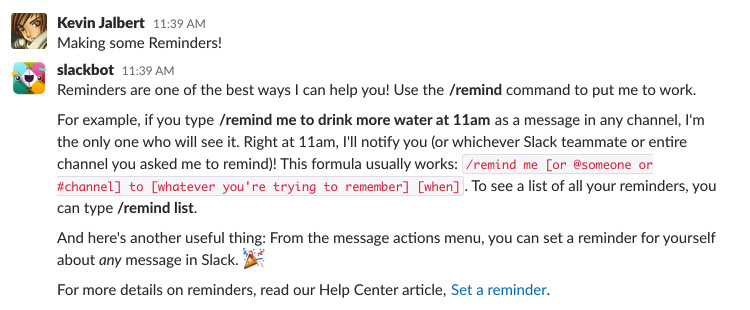 Kevin Jalbert 11:39 AM
Making some Reminders!
slackbot 11:39 AM
Reminders are one of the best ways I can help you! Use the /remind command to put me to work.
For example, if you type /remind me to drink more water at 11am as a message in any channel, I'm
the only one who will see it. Right at 11am, I'll notify you (or whichever Slack teammate or entire
channel you asked me to remind)! This formula usually works: /remind me [or @someone or
#channel] to [whatever you're trying to remember] [when]. To see a list of all your reminders, you
can type /remind list.
And here's another useful thing: From the message actions menu, you can set a reminder for yourself
about any message in Slack.
For more details on reminders, read our Help Center article, Set a reminder.